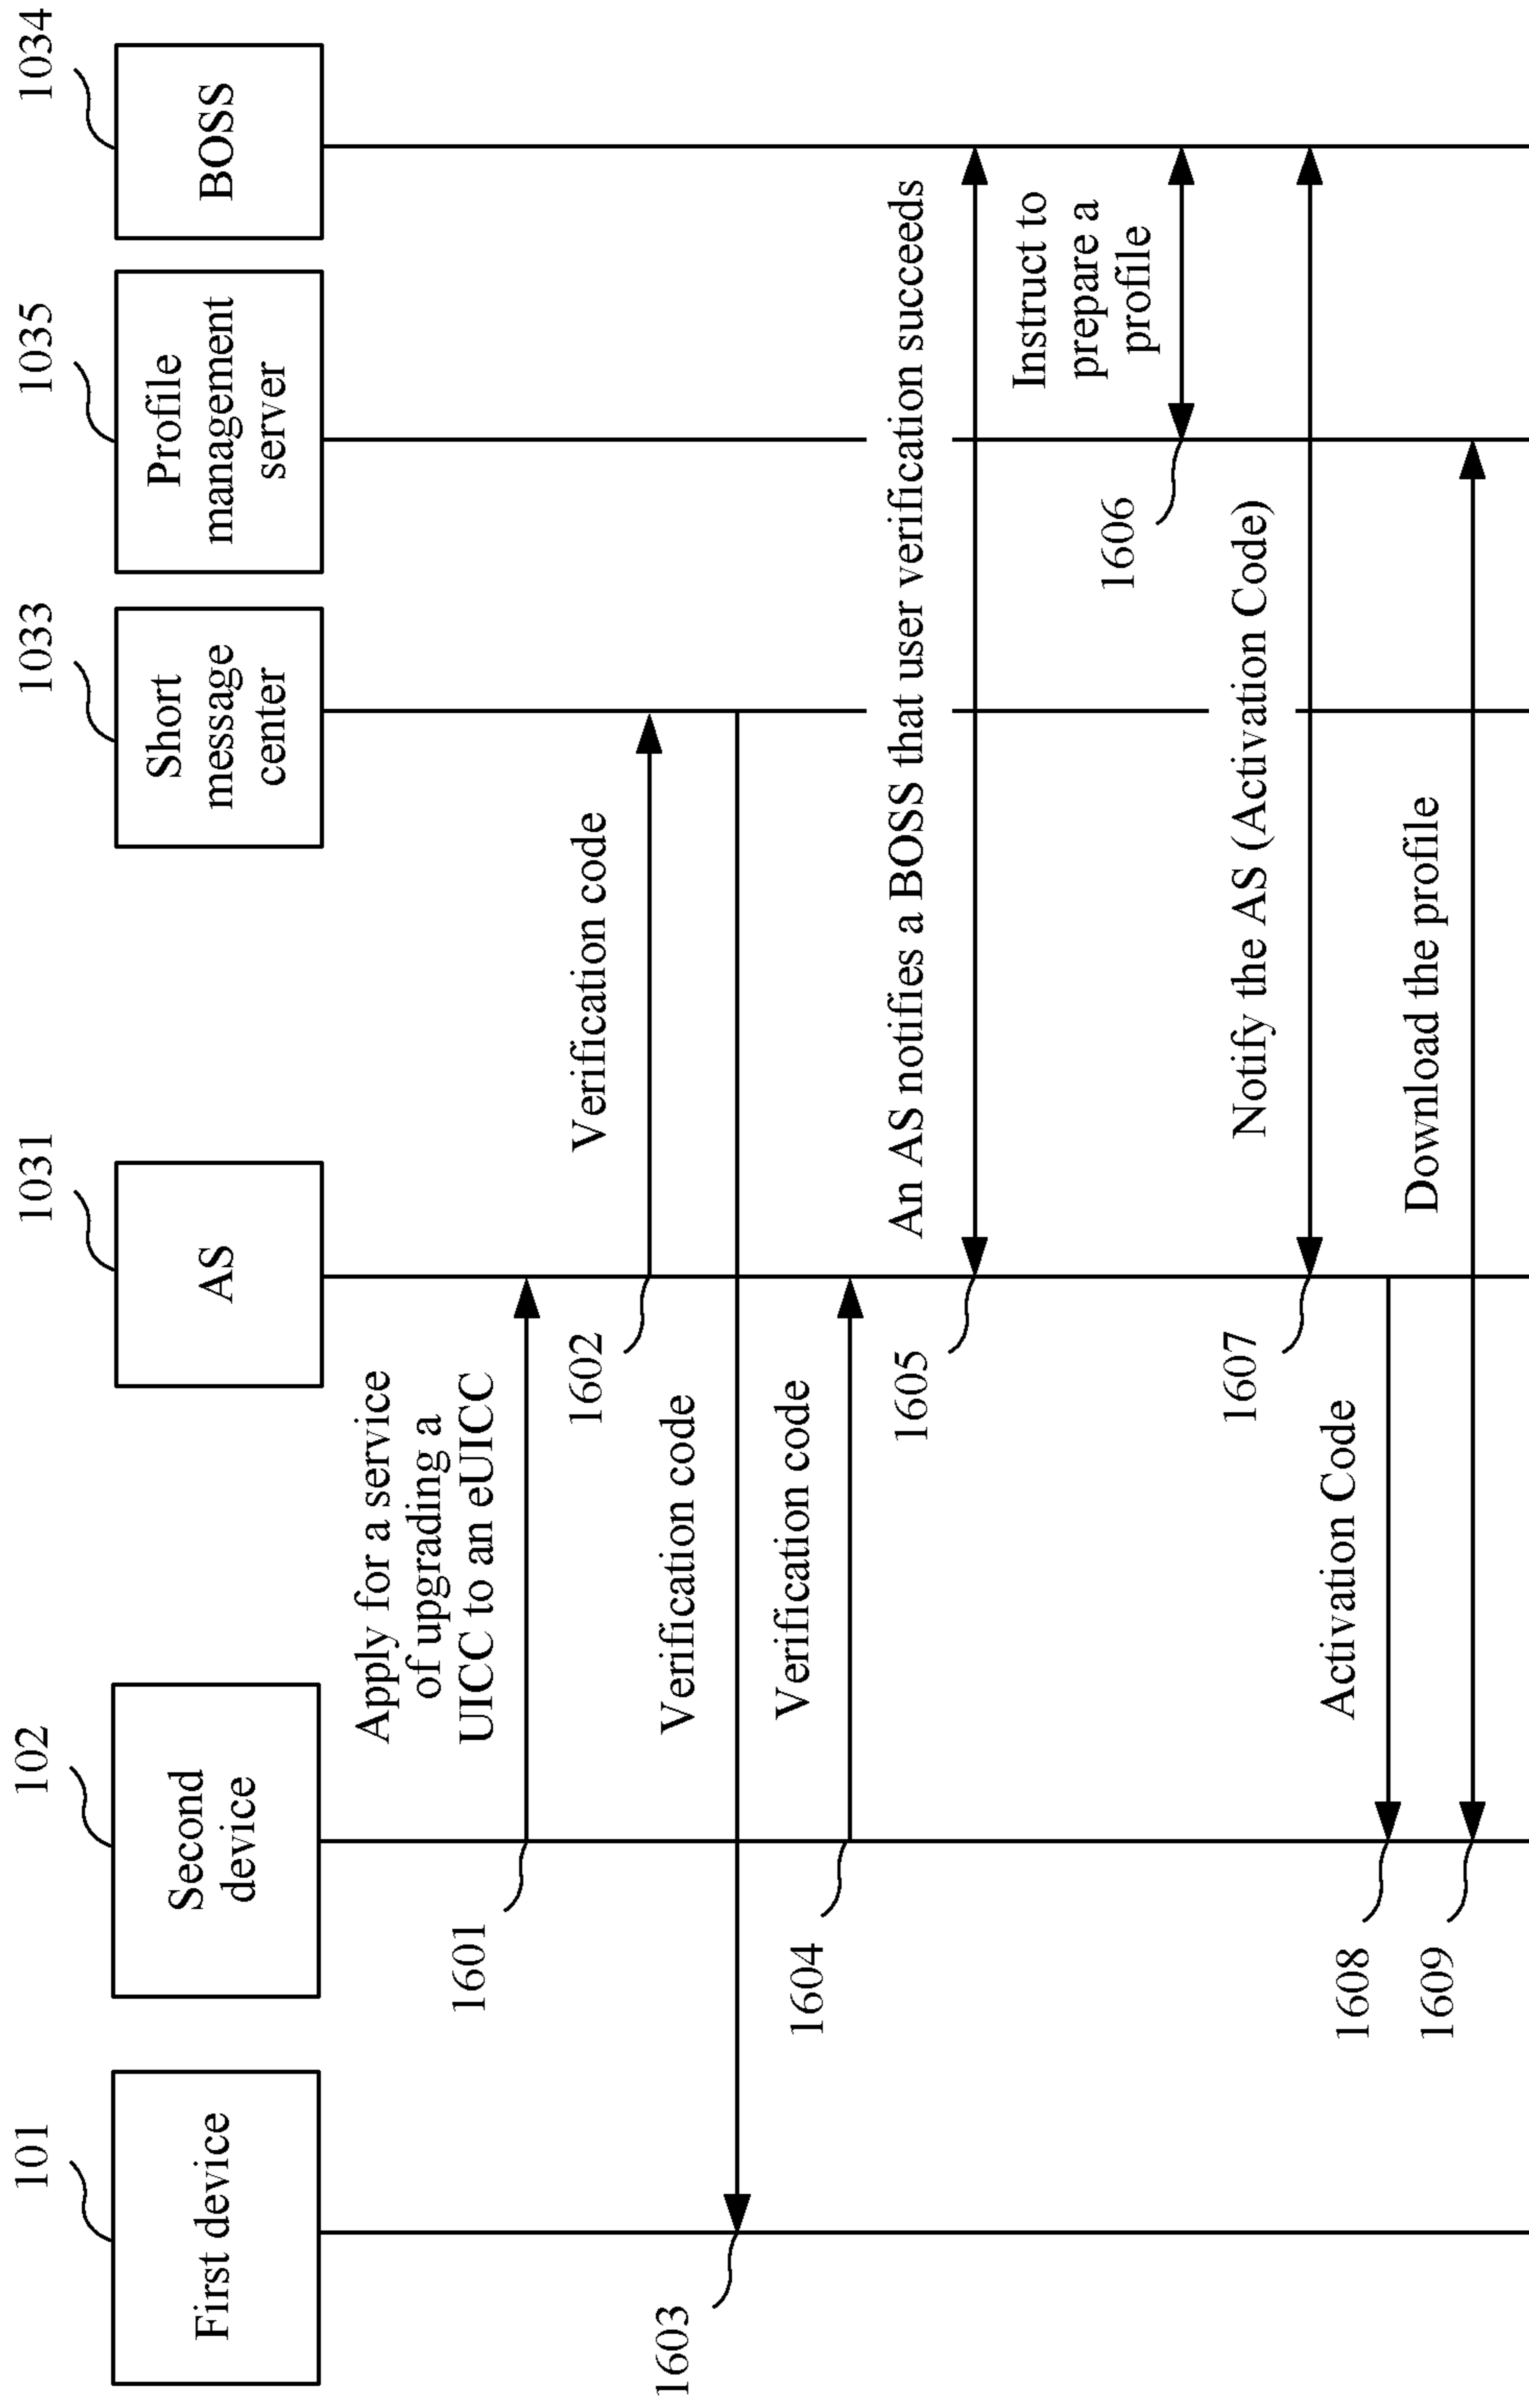 101
102
1031
1033
1035
1034
First device
Second
device
AS
Short
message
center
Profile
management
server
BOSS
Apply for a service
of upgrading a
UICC to an eUICC
1601
Verification code
1602
Verification code
1603
Verification code
1604
An AS notifies a BOSS that user verification succeeds
1605
Instruct to
prepare a
profile
1606
Notify the AS (Activation Code)
1607
Activation Code
1608
Download the profile
1609